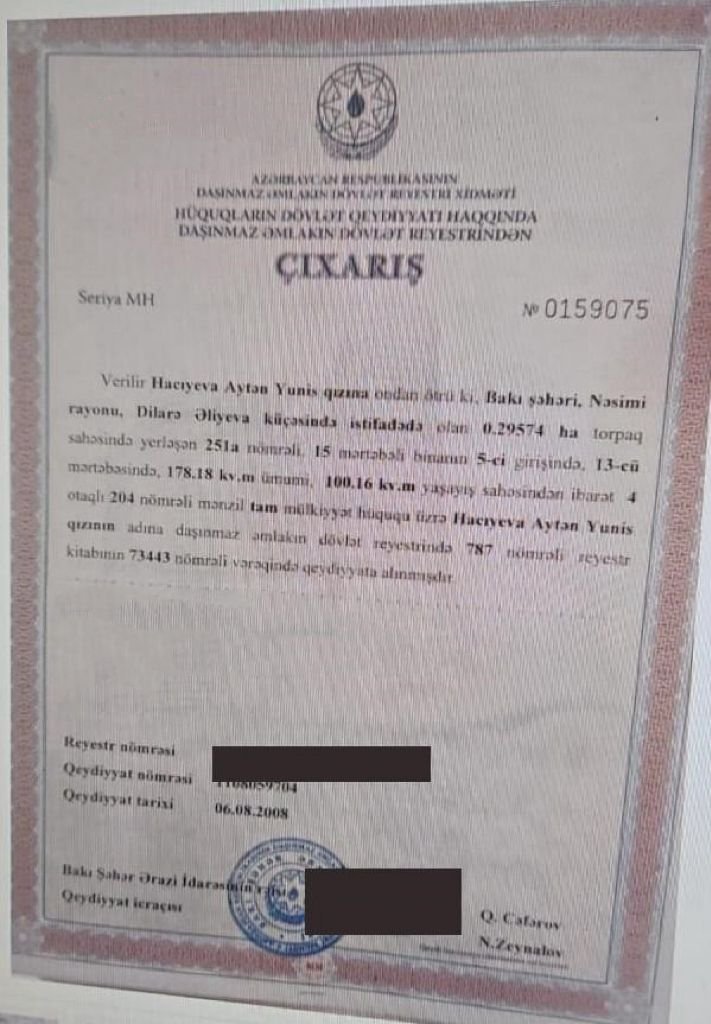 AZƏRBAYCAN RESPUBLİKASININ
DAŞINMAZ ƏMLAKIN DÖVLƏT REYESTRİ XİDMƏTİ
HÜQUQLARIN DÖVLƏT QEYDİYYATI HAQQINDA
DAŞINMAZ ƏMLAKIN DÖVLƏT REYESTRİNDƏN
ÇIXARIŞ
Seriya MH
№ 0159075
Verilir Hacıyeva Aytən Yunis qızına ondan ötrü ki, Bakı şəhəri, Nəsimi
rayonu, Dilarə Əliyeva küçəsində istifadədə olan 0.29574 ha torpaq
sahəsində yerləşən 251a nömrəli, 15 mərtəbəli binanın 5-ci girişində, 13-cü
mərtəbəsində, 178.18 kv.m ümumi, 100.16 kv.m yaşayış sahəsindən ibarət 4
otaqlı 204 nömrəli mənzil tam mülkiyyət hüququ üzrə Hacıyeva Aytən Yunis
qızının adına daşınmaz əmlakın dövlət reyestrində 787 nömrəli reyestr
kitabının 73443 nömrəli vərəqində qeydiyyata alınmışdır.
Reyestr nömrəsi
Qeydiyyat nömrəsi
Qeydiyyat tarixi 06.08.2008
Bakı Şəhər Ərazi İdarəsinin rəisi
Q. Cəfərov
Qeydiyyat icraçısı
N.Zeynalov